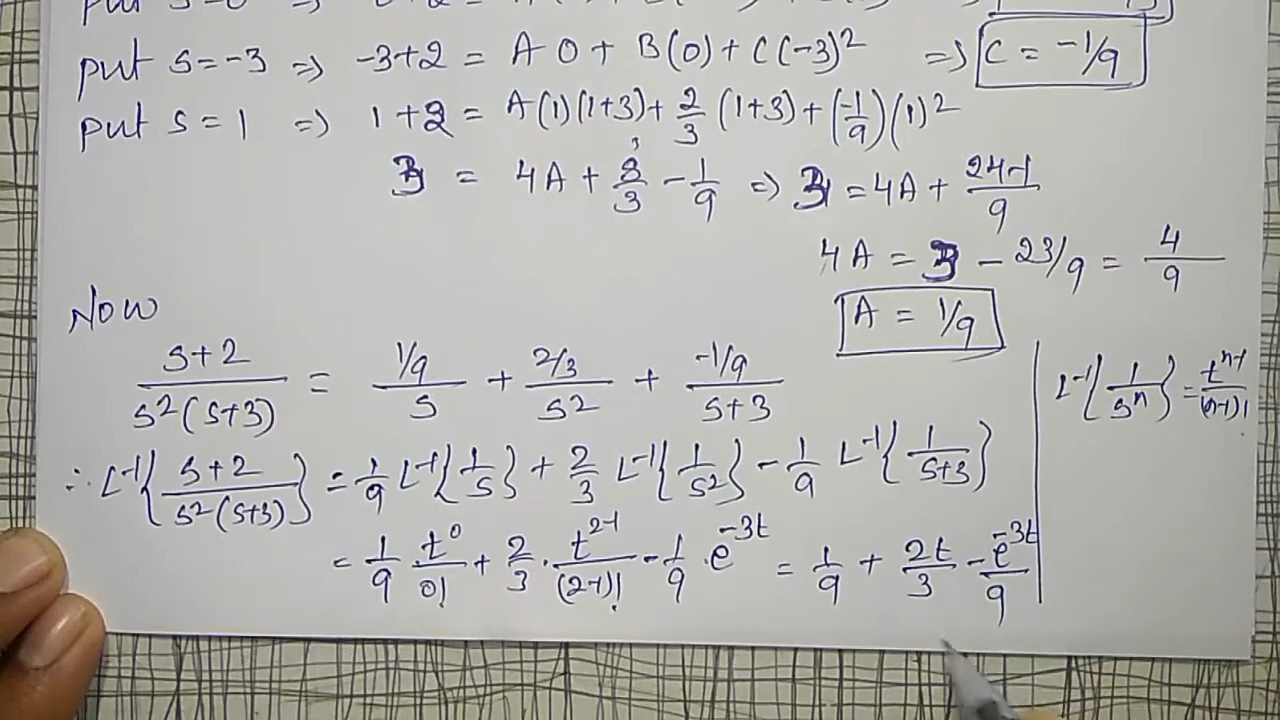 put s = -3 ⇒ -3+2 = A 0 + B(0) + C(-3)² ⇒ C = -1/9
put s = 1 ⇒ 1+2 = A(1)(1+3) + 2/3 (1+3) + (-1/9)(1)²
3 = 4A + 8/3 - 1/9 ⇒ 3 = 4A + (24-1)/9
4A = 3 - 23/9 = 4/9
A = 1/9
Now
(s+2)/(s²(s+3)) = (1/9)/s + (2/3)/s² + (-1/9)/(s+3)
L⁻¹{1/sⁿ} = tⁿ⁻¹/(n-1)!
∴ L⁻¹{(s+2)/(s²(s+3))} = 1/9 L⁻¹{1/s} + 2/3 L⁻¹{1/s²} - 1/9 L⁻¹{1/(s+3)}
= 1/9 · t⁰/0! + 2/3 · t²⁻¹/(2-1)! - 1/9 · e⁻³ᵗ = 1/9 + 2t/3 - e⁻³ᵗ/9